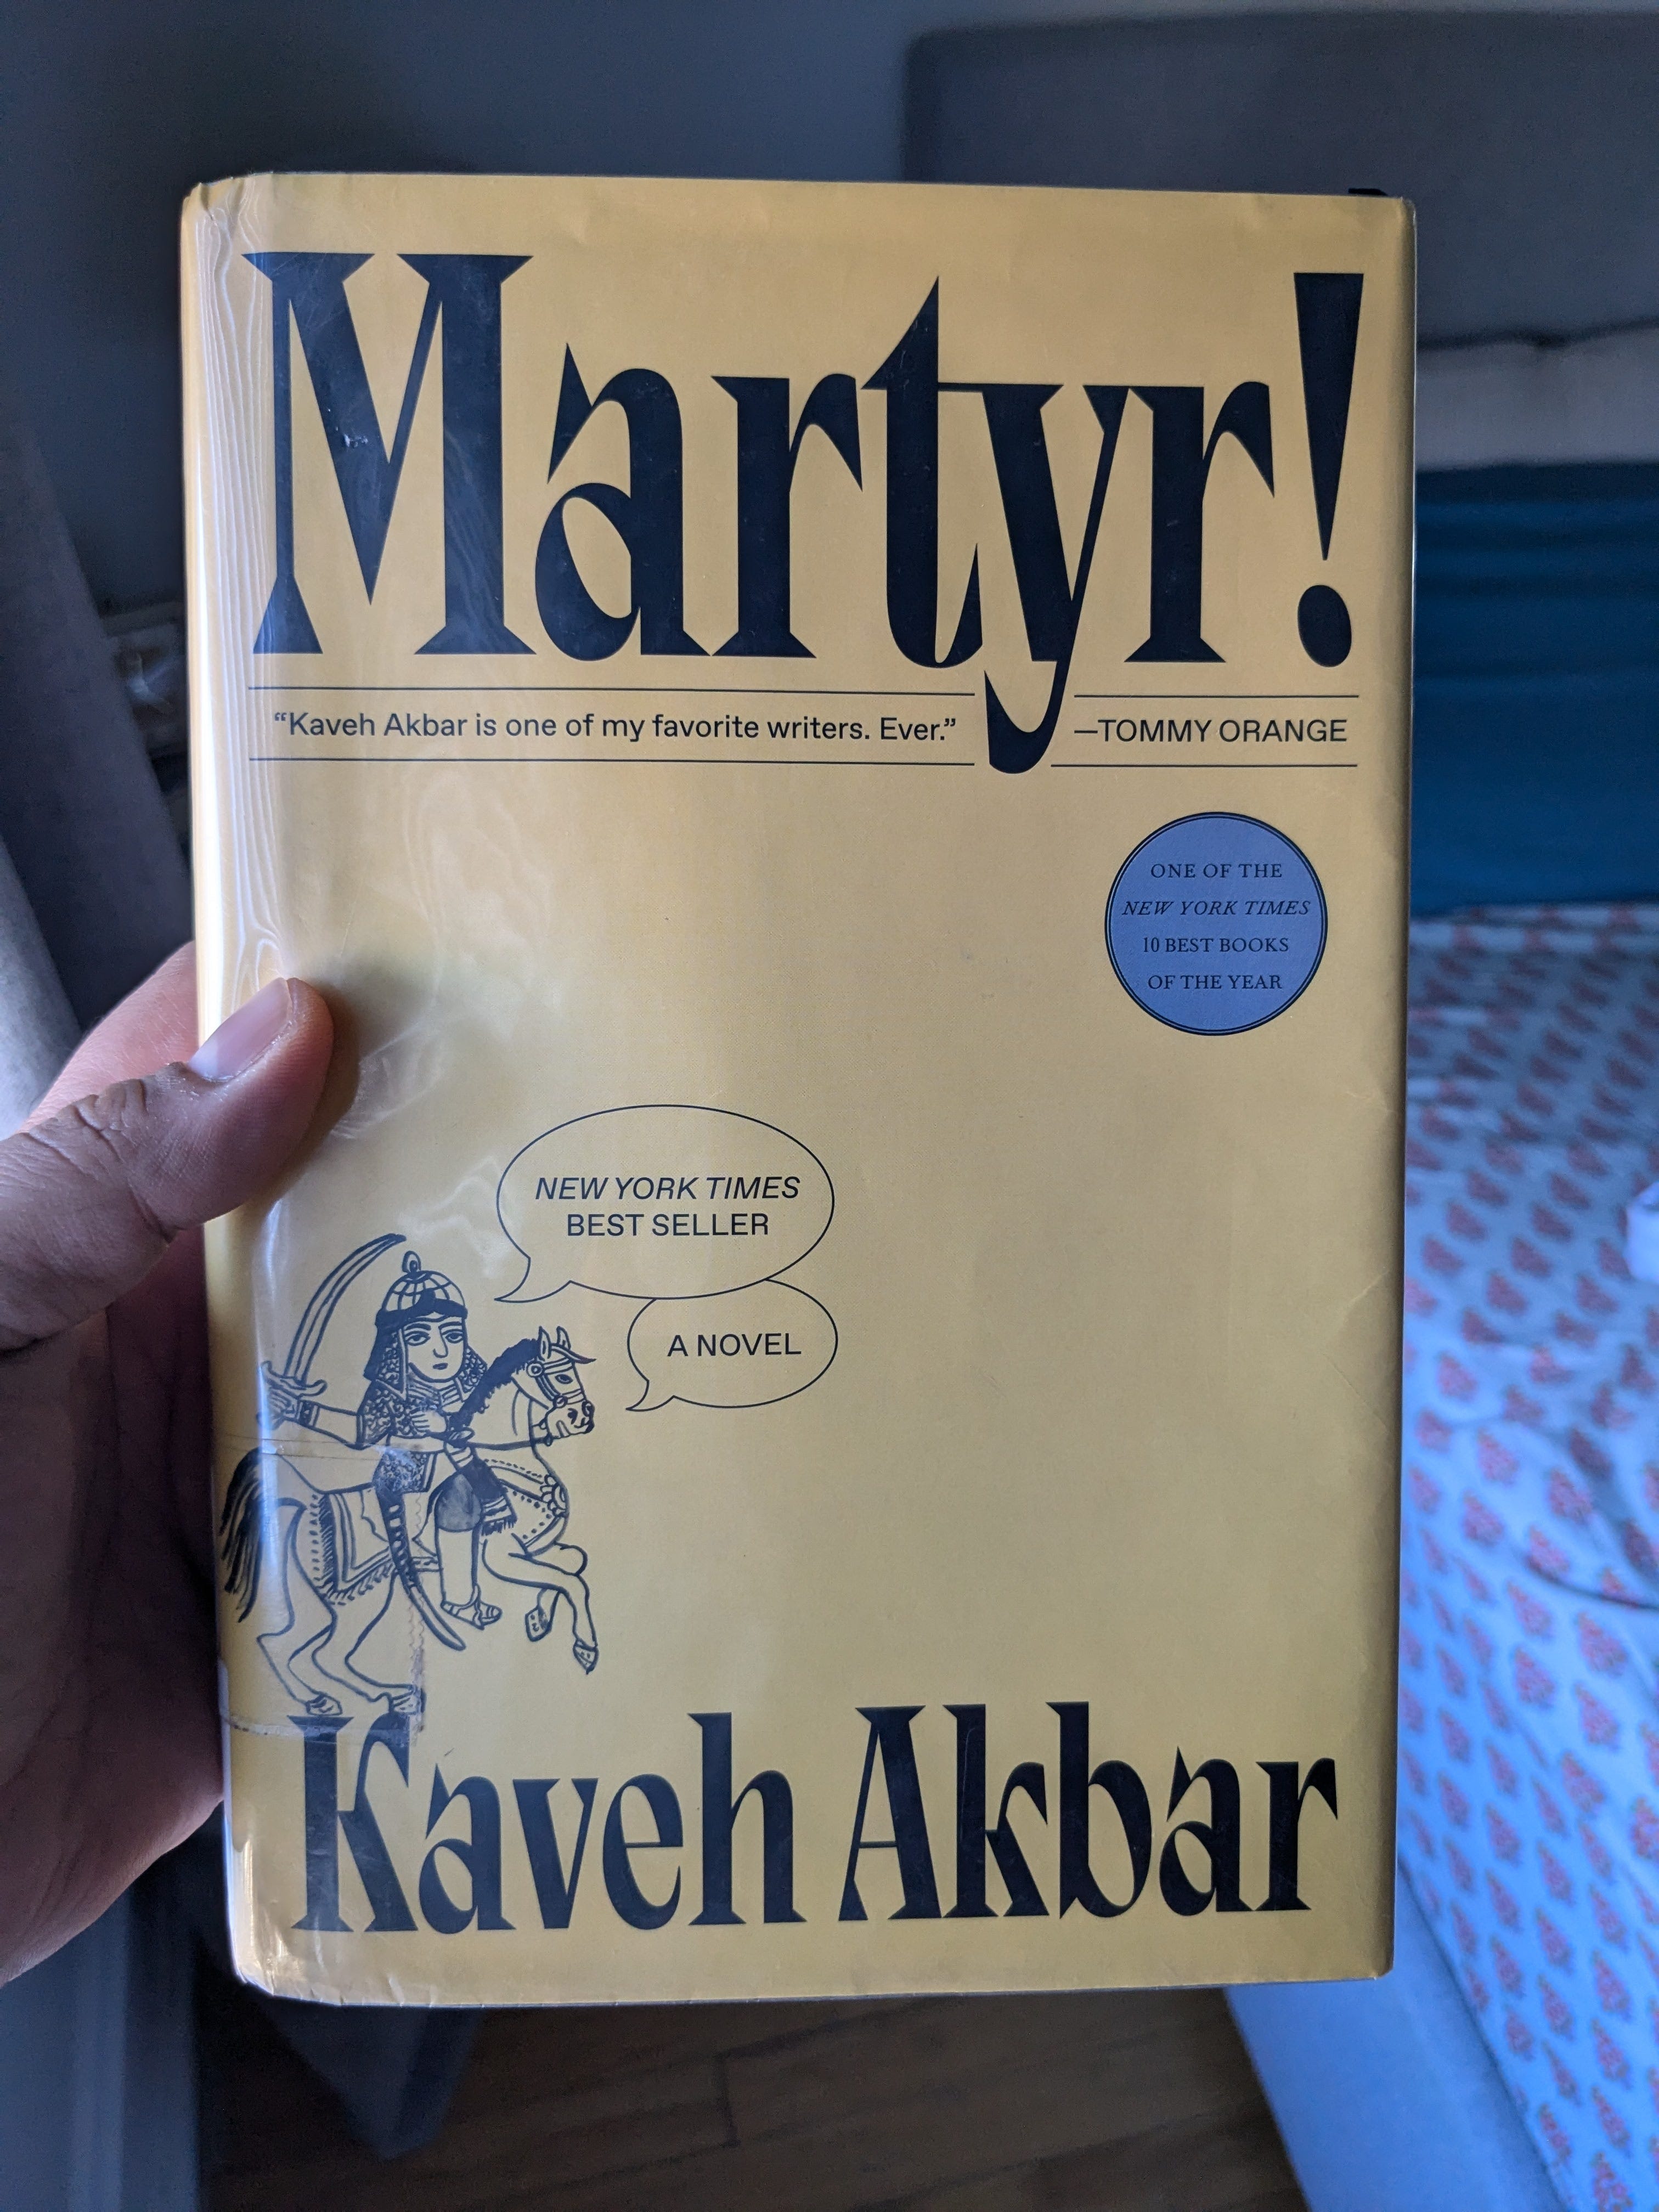 Martyr!
“Kaveh Akbar is one of my favorite writers. Ever.” —TOMMY ORANGE
ONE OF THE
NEW YORK TIMES
10 BEST BOOKS
OF THE YEAR
NEW YORK TIMES
BEST SELLER
A NOVEL
Kaveh Akbar